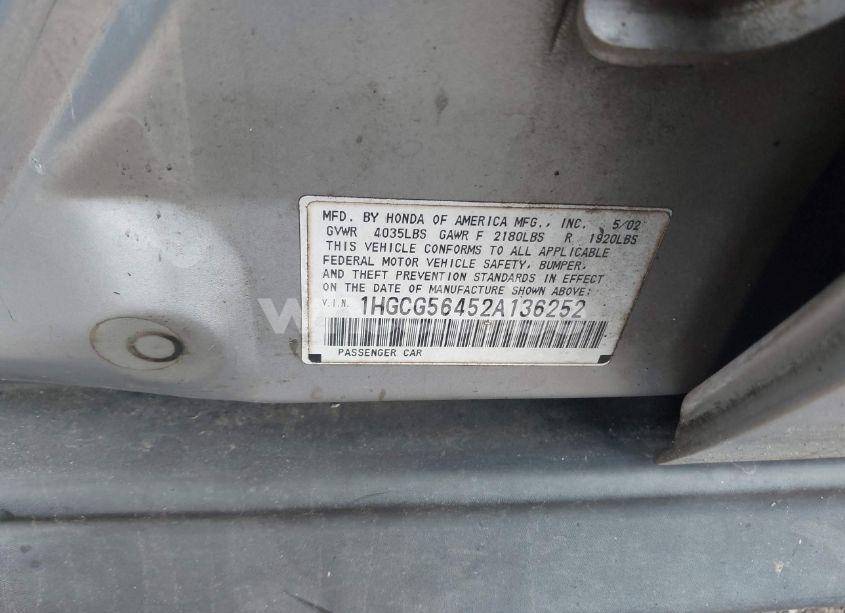 MFD. BY HONDA OF AMERICA MFG., INC. 5/02
GVWR 4035LBS GAWR F 2180LBS R 1920LBS
THIS VEHICLE CONFORMS TO ALL APPLICABLE
FEDERAL MOTOR VEHICLE SAFETY, BUMPER,
AND THEFT PREVENTION STANDARDS IN EFFECT
ON THE DATE OF MANUFACTURE SHOWN ABOVE:
V.I.N. 1HGCG56452A136252
PASSENGER CAR